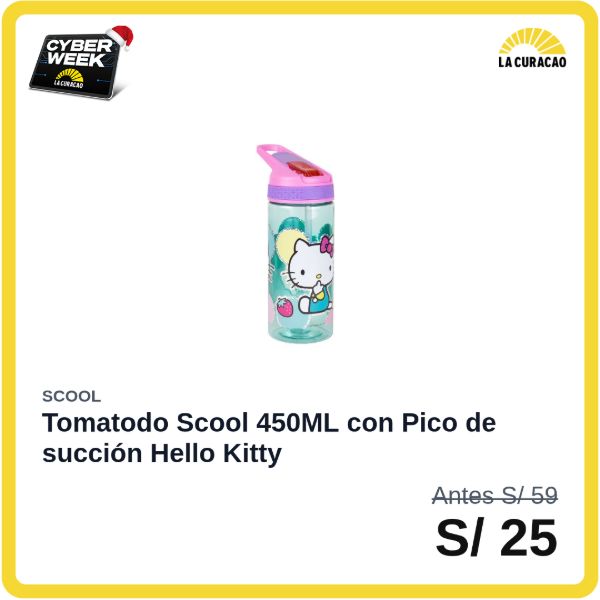 CYBER
WEEK
LA CURACAO
LA CURACAO
SCOOL
Tomatodo Scool 450ML con Pico de
succión Hello Kitty
Antes S/ 59
S/ 25